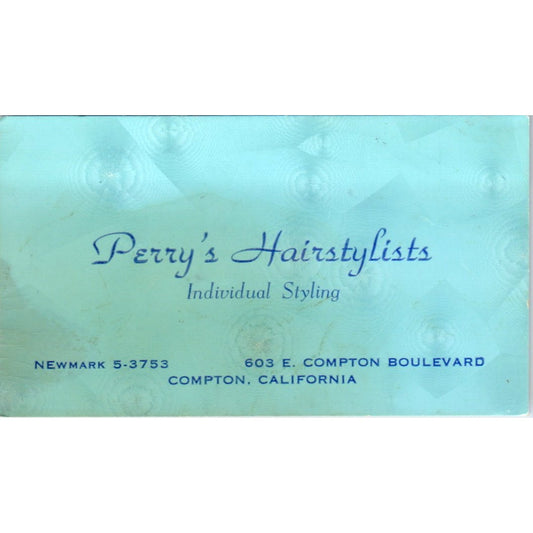 Perry's Hairstylists
Individual Styling
NEWMARK 5-3753 603 E. COMPTON BOULEVARD
COMPTON, CALIFORNIA